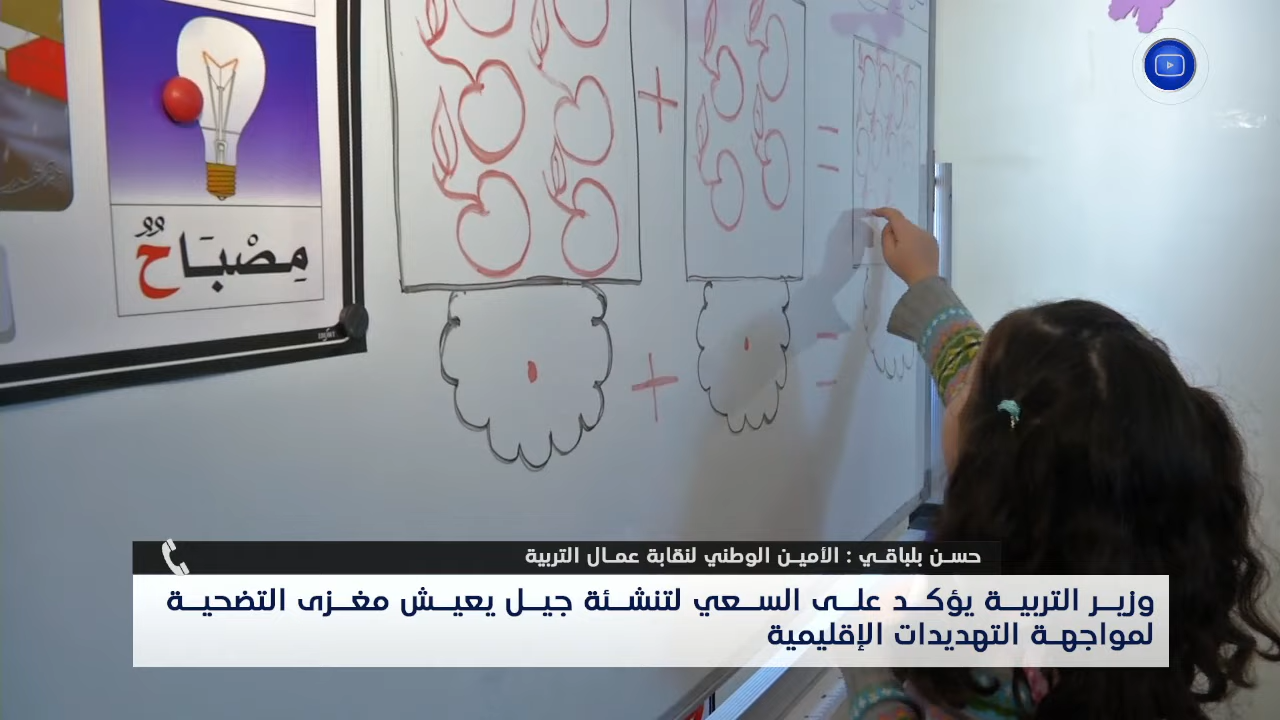 مِصْبَاحٌ
حسن بلباقي : الأمين الوطني لنقابة عمال التربية
وزير التربية يؤكد على السعي لتنشئة جيل يعيش مغزى التضحية
لمواجهة التهديدات الإقليمية